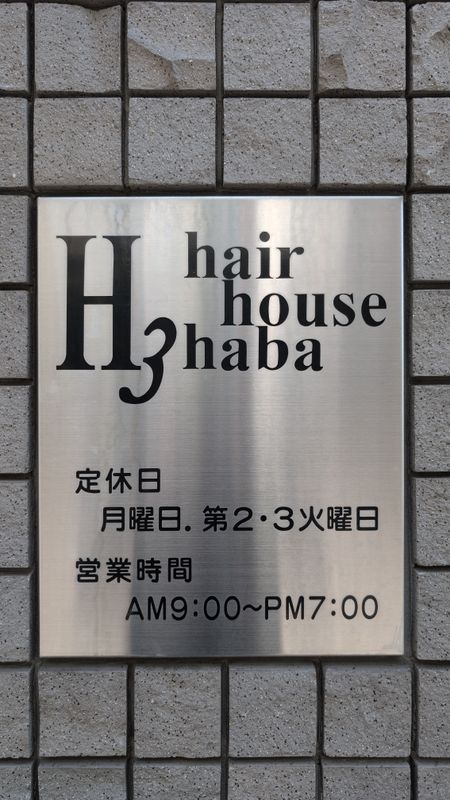 H3
hair
house
haba
定休日
月曜日.第2・3火曜日
営業時間
AM9:00~PM7:00